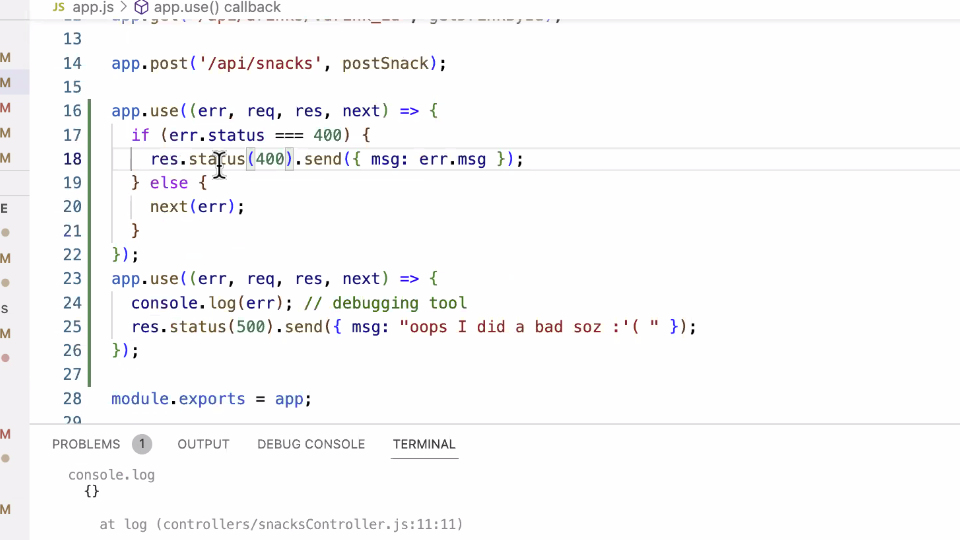 JS app.js > app.use() callback
13
14 app.post('/api/snacks', postSnack);
15
16 app.use((err, req, res, next) => {
17 if (err.status === 400) {
18 res.status(400).send({ msg: err.msg });
19 } else {
20 next(err);
21 }
22 });
23 app.use((err, req, res, next) => {
24 console.log(err); // debugging tool
25 res.status(500).send({ msg: "oops I did a bad soz :'( " });
26 });
27
28 module.exports = app;
29
M
M
M
M
M
E
M
s
M
M
M
PROBLEMS 1 OUTPUT DEBUG CONSOLE TERMINAL
console.log
{}
at log (controllers/snacksController.js:11:11)